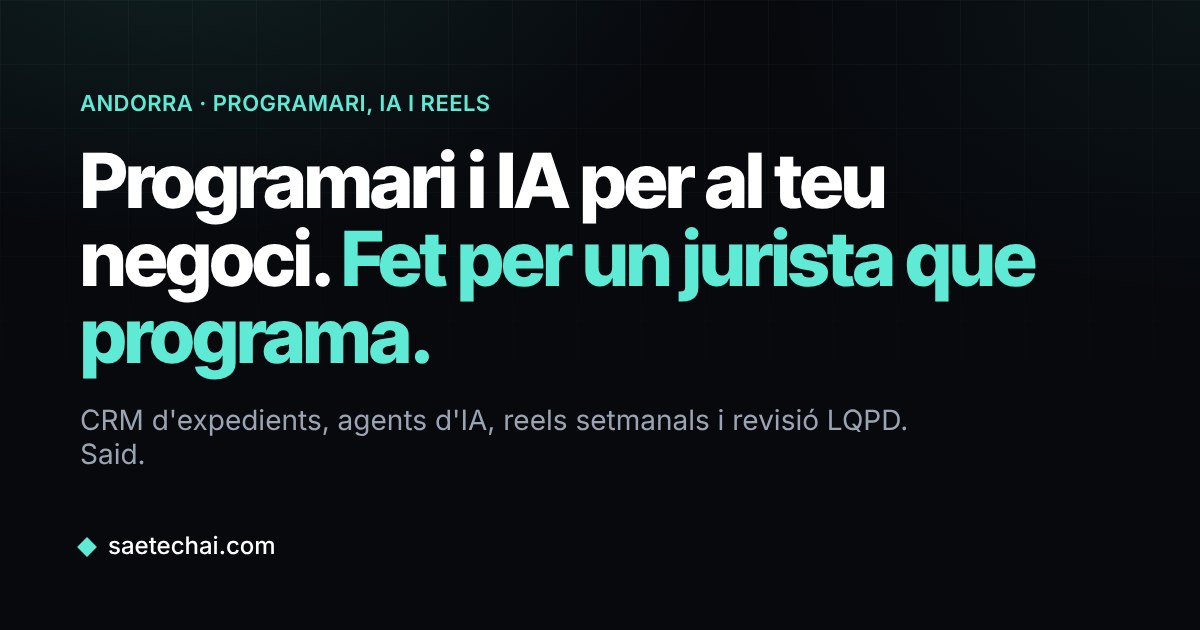 ANDORRA · PROGRAMARI, IA I REELS
Programari i IA per al teu
negoci. Fet per un jurista que
programa.
CRM d'expedients, agents d'IA, reels setmanals i revisió LQPD.
Said.
saetechai.com